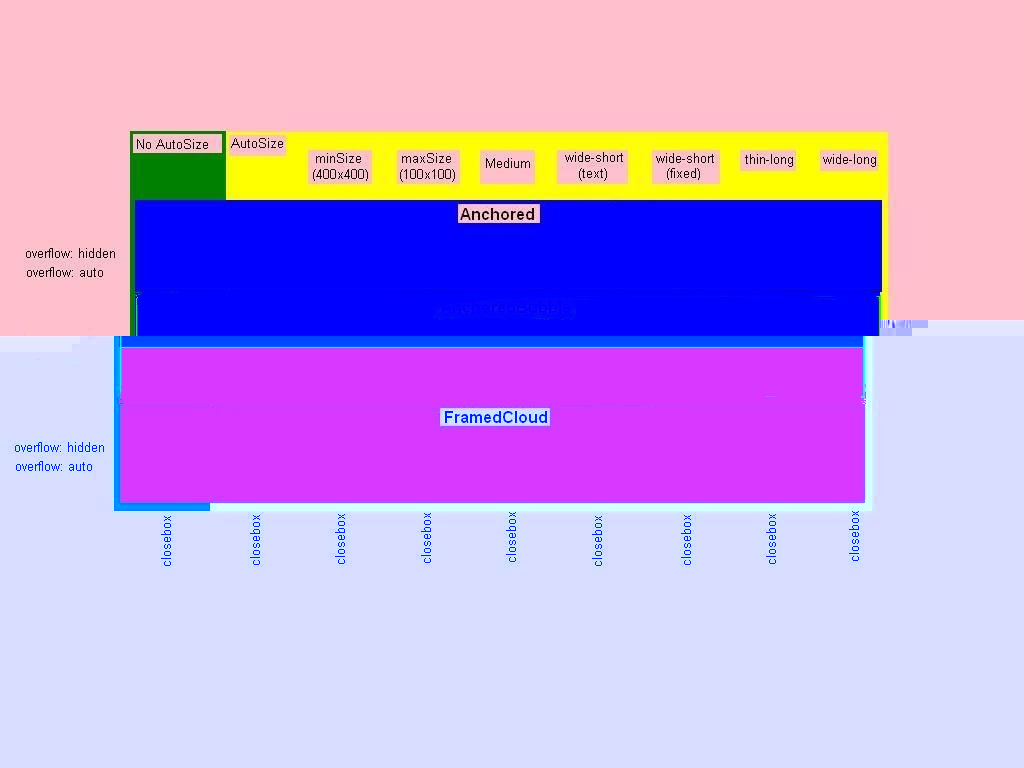 No AutoSize
AutoSize
minSize
(400x400)
maxSize
(100x100)
Medium
wide-short
(text)
wide-short
(fixed)
thin-long
wide-long
Anchored
overflow: hidden
overflow: auto
FramedCloud
overflow: hidden
overflow: auto
closebox
closebox
closebox
closebox
closebox
closebox
closebox
closebox
closebox